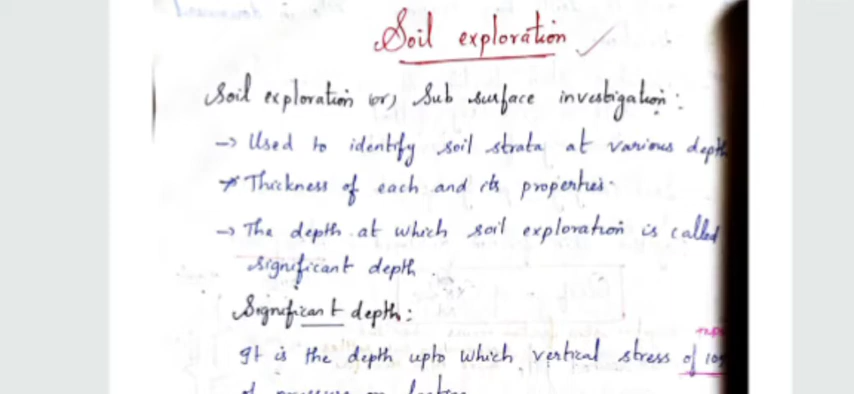 Soil exploration
Soil exploration (or) Sub surface investigation:
-> Used to identify soil strata at various depth
-> Thickness of each and its properties.
-> The depth at which soil exploration is called
significant depth.
Significant depth:
It is the depth upto which vertical stress of 10%